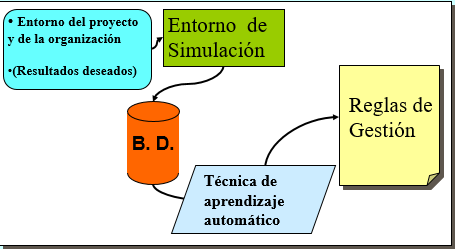 • Entorno del proyecto
y de la organización
•(Resultados deseados)
Entorno de
Simulación
B. D.
Técnica de
aprendizaje
automático
Reglas de
Gestión